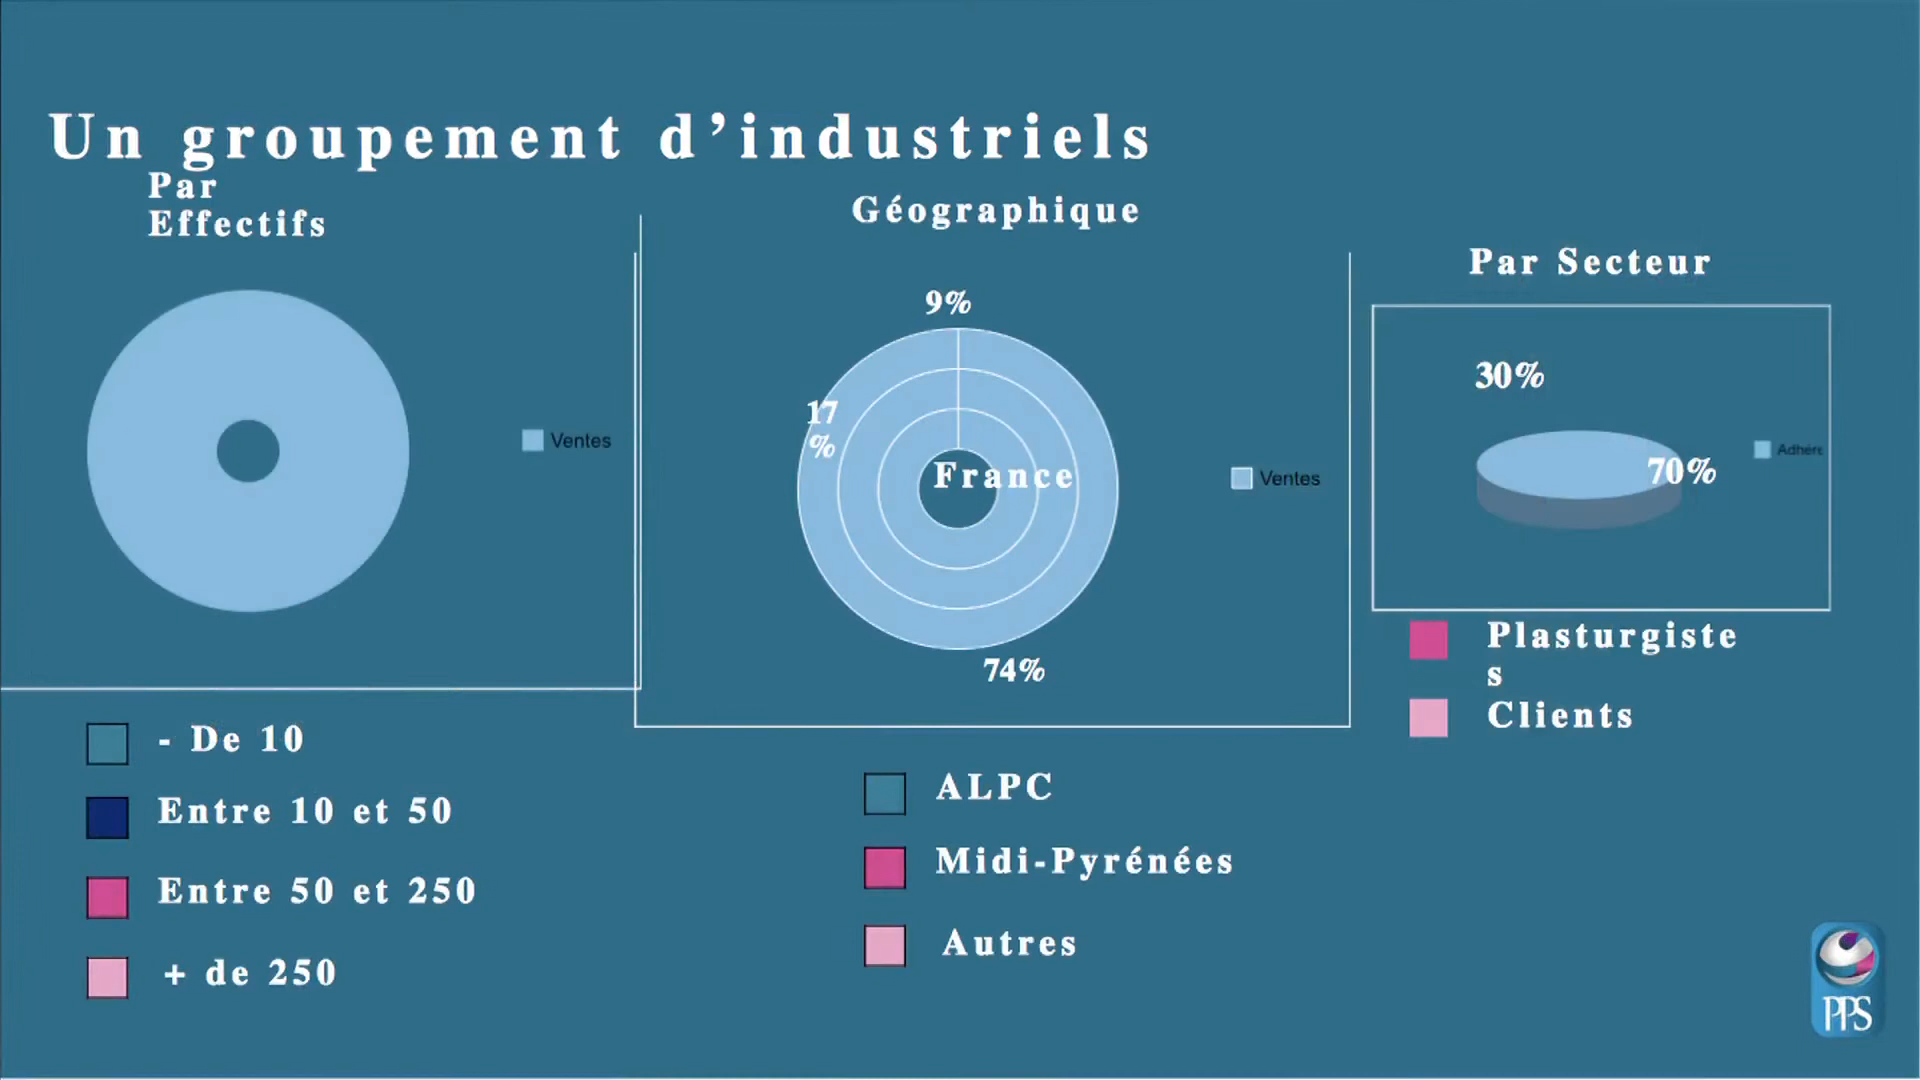 Un groupement d’industriels
Par
Effectifs
Ventes
- De 10
Entre 10 et 50
Entre 50 et 250
+ de 250
Géographique
9%
17
%
France
Ventes
74%
ALPC
Midi-Pyrénées
Autres
Par Secteur
30%
70%
Plasturgiste
s
Clients
PPS